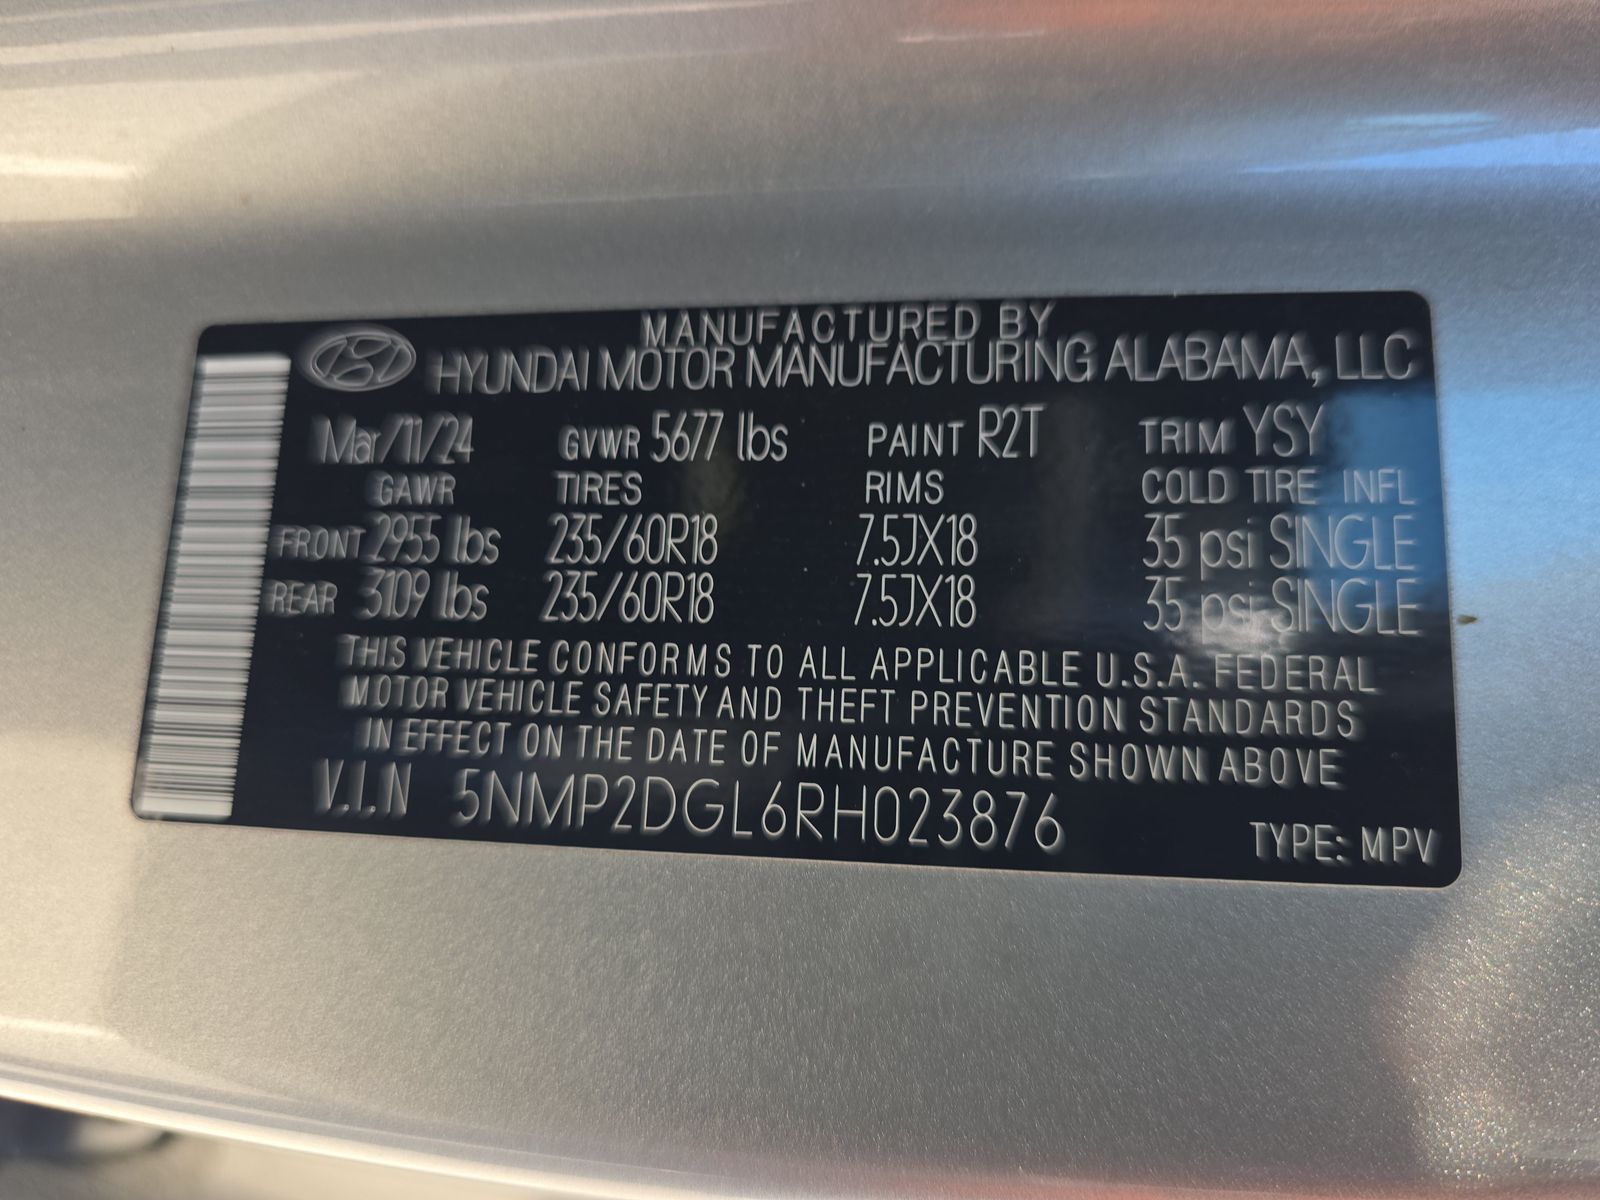 MANUFACTURED BY
HYUNDAI MOTOR MANUFACTURING ALABAMA, LLC
Mar/11/24 GVWR 5677 lbs PAINT R2T TRIM YSY
GAWR TIRES RIMS COLD TIRE INFL
FRONT 2955 lbs 235/60R18 7.5JX18 35 psi SINGLE
REAR 3109 lbs 235/60R18 7.5JX18 35 psi SINGLE
THIS VEHICLE CONFORMS TO ALL APPLICABLE U.S.A. FEDERAL
MOTOR VEHICLE SAFETY AND THEFT PREVENTION STANDARDS
IN EFFECT ON THE DATE OF MANUFACTURE SHOWN ABOVE
V.I.N 5NMP2DGL6RH023876 TYPE: MPV